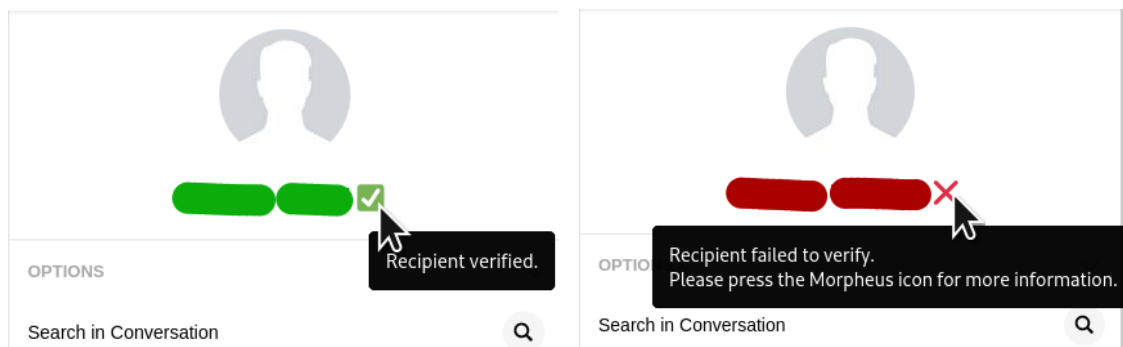 Recipient verified.
OPTIONS
Search in Conversation
Recipient failed to verify.
Please press the Morpheus icon for more information.
OPTIO
Search in Conversation